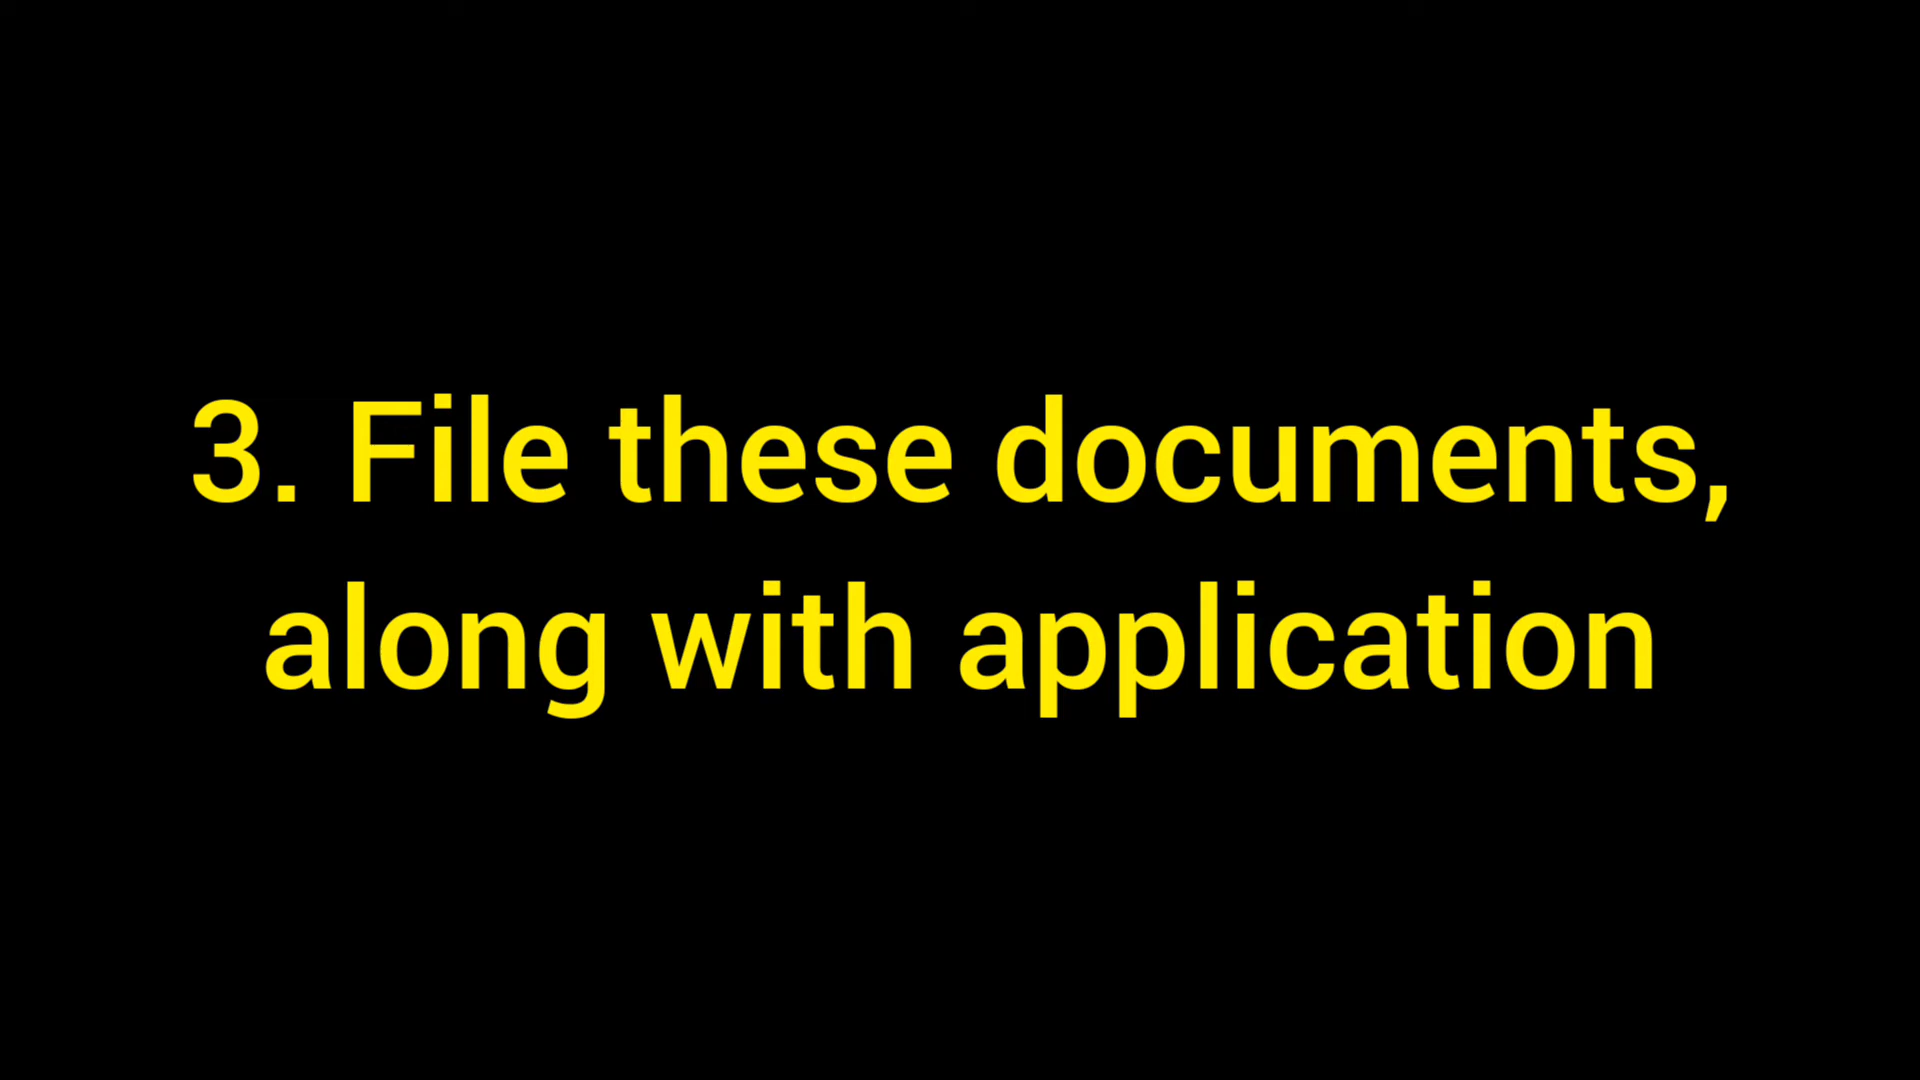 3. File these documents,
along with application